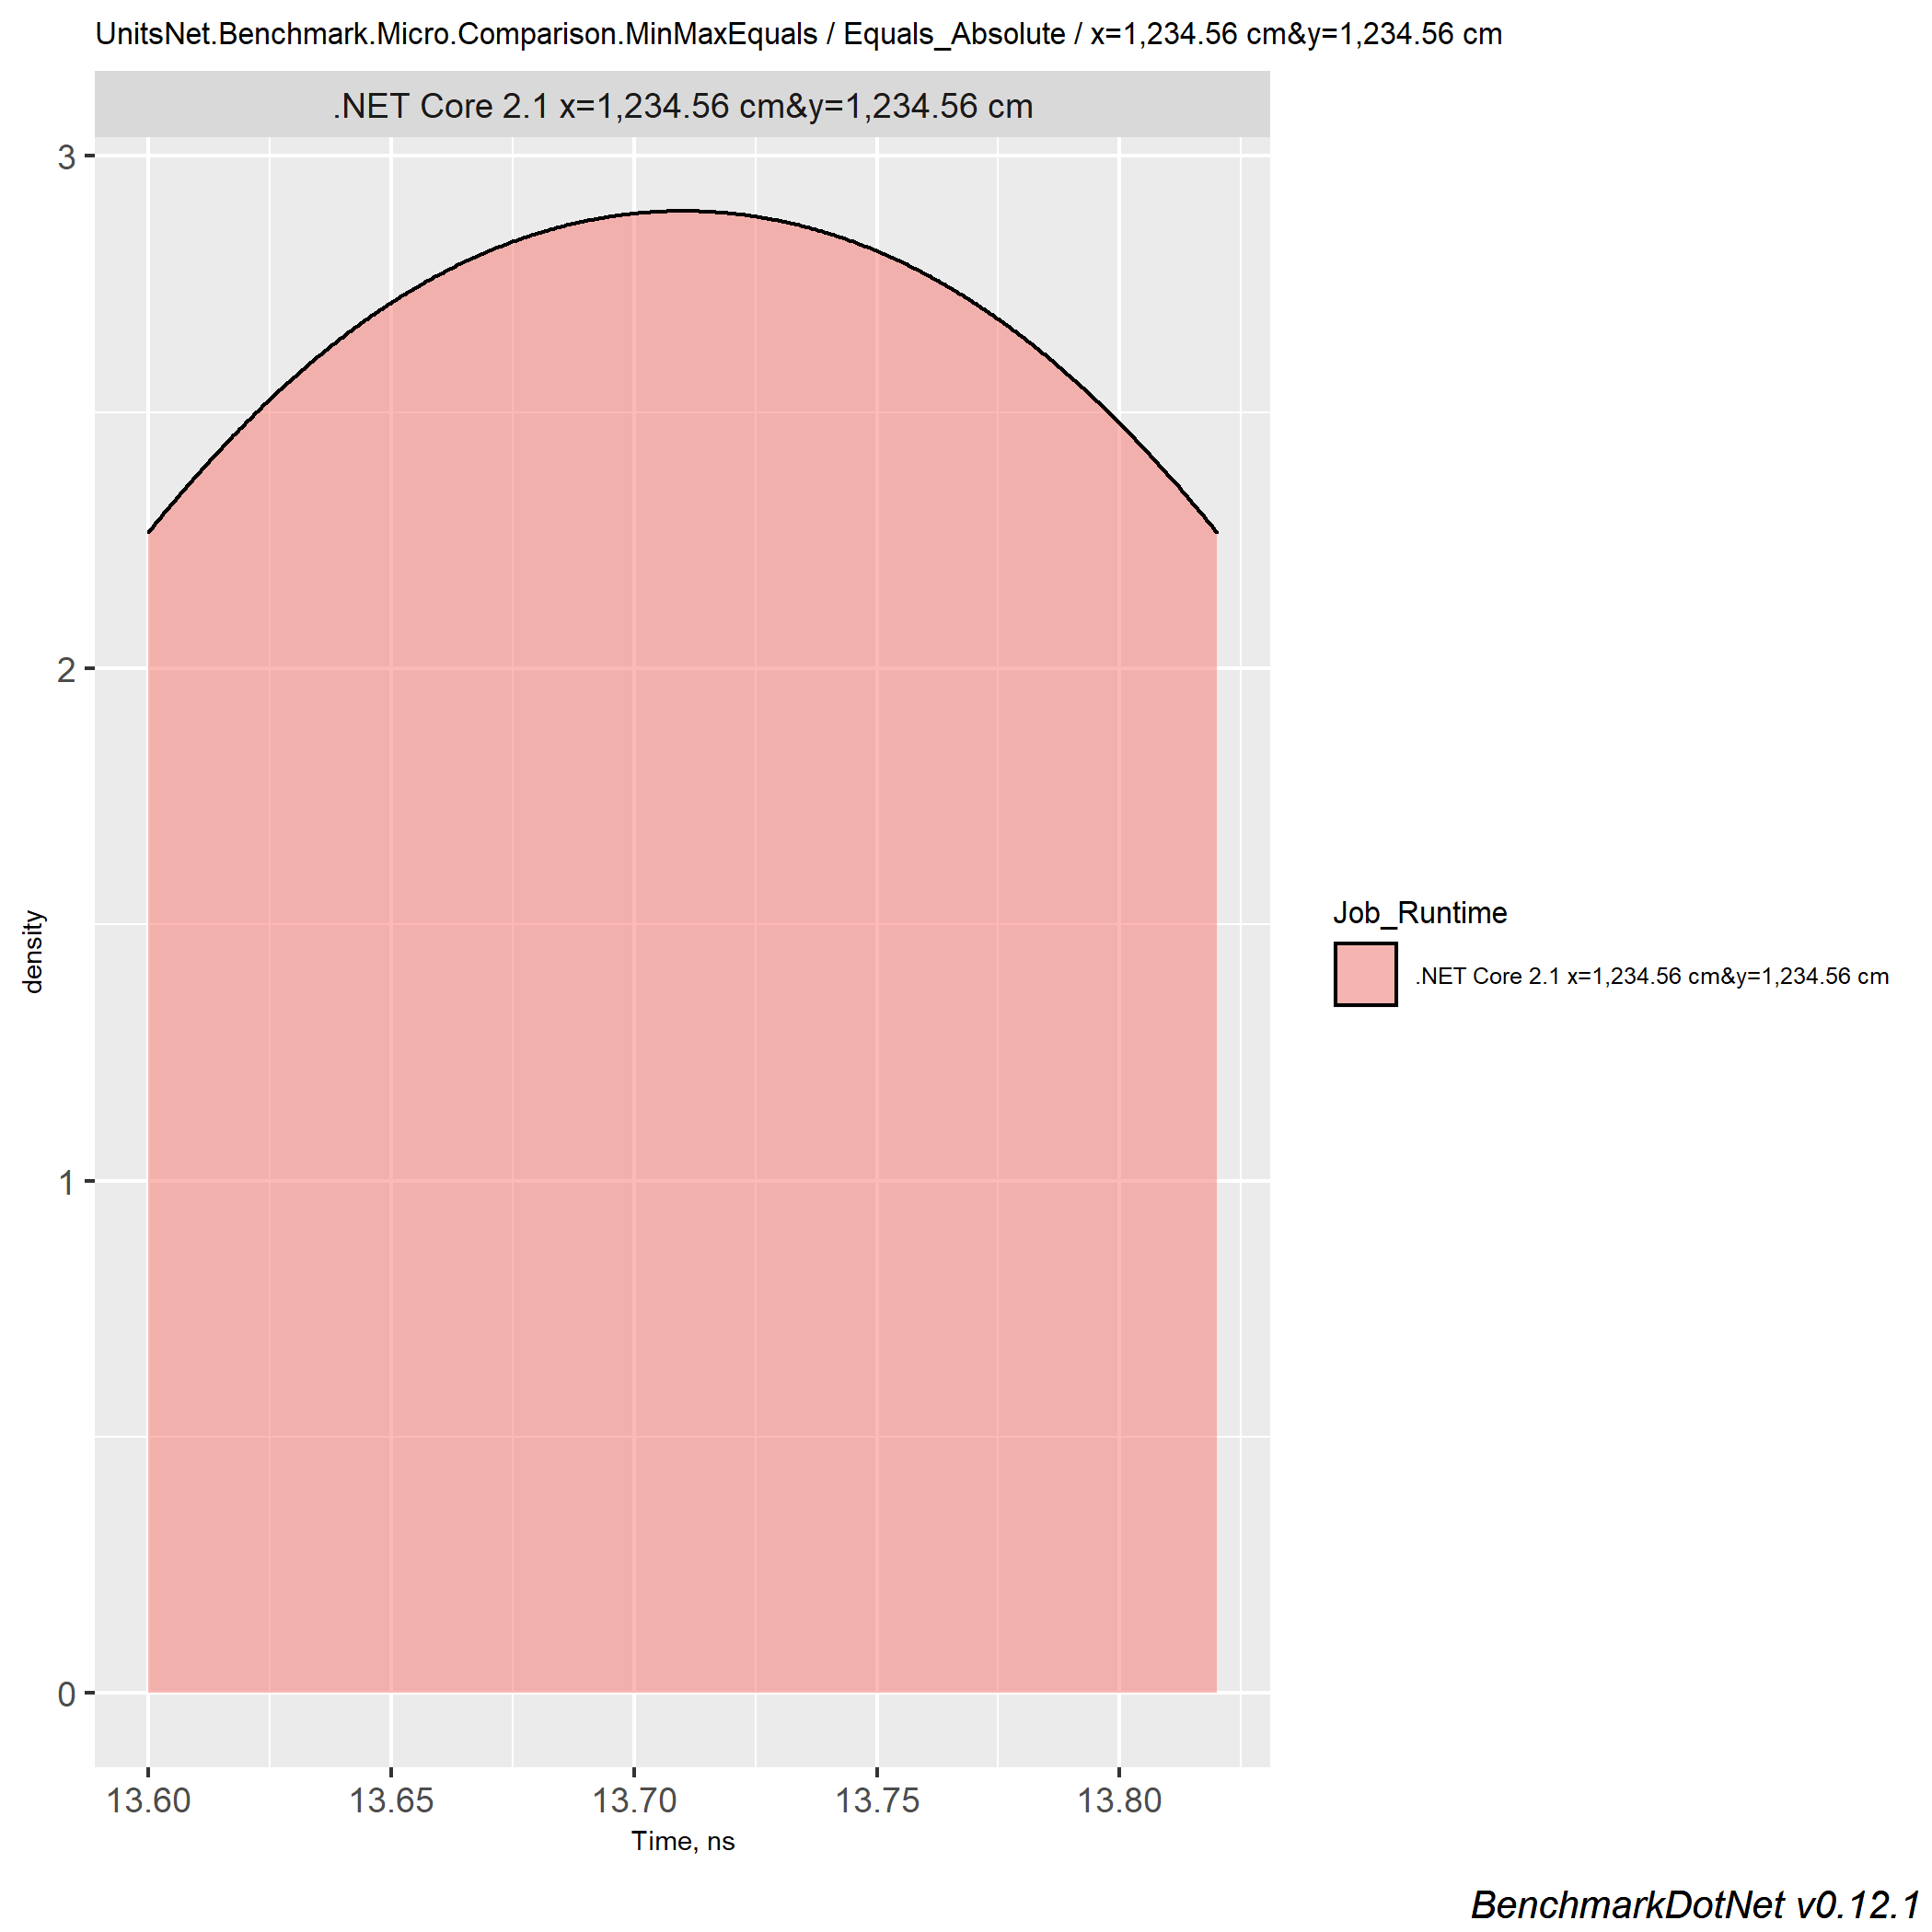 UnitsNet.Benchmark.Micro.Comparison.MinMaxEquals / Equals_Absolute / x=1,234.56 cm&y=1,234.56 cm
.NET Core 2.1 x=1,234.56 cm&y=1,234.56 cm
3
2
1
0
density
13.60 13.65 13.70 13.75 13.80
Time, ns
Job_Runtime
.NET Core 2.1 x=1,234.56 cm&y=1,234.56 cm
BenchmarkDotNet v0.12.1